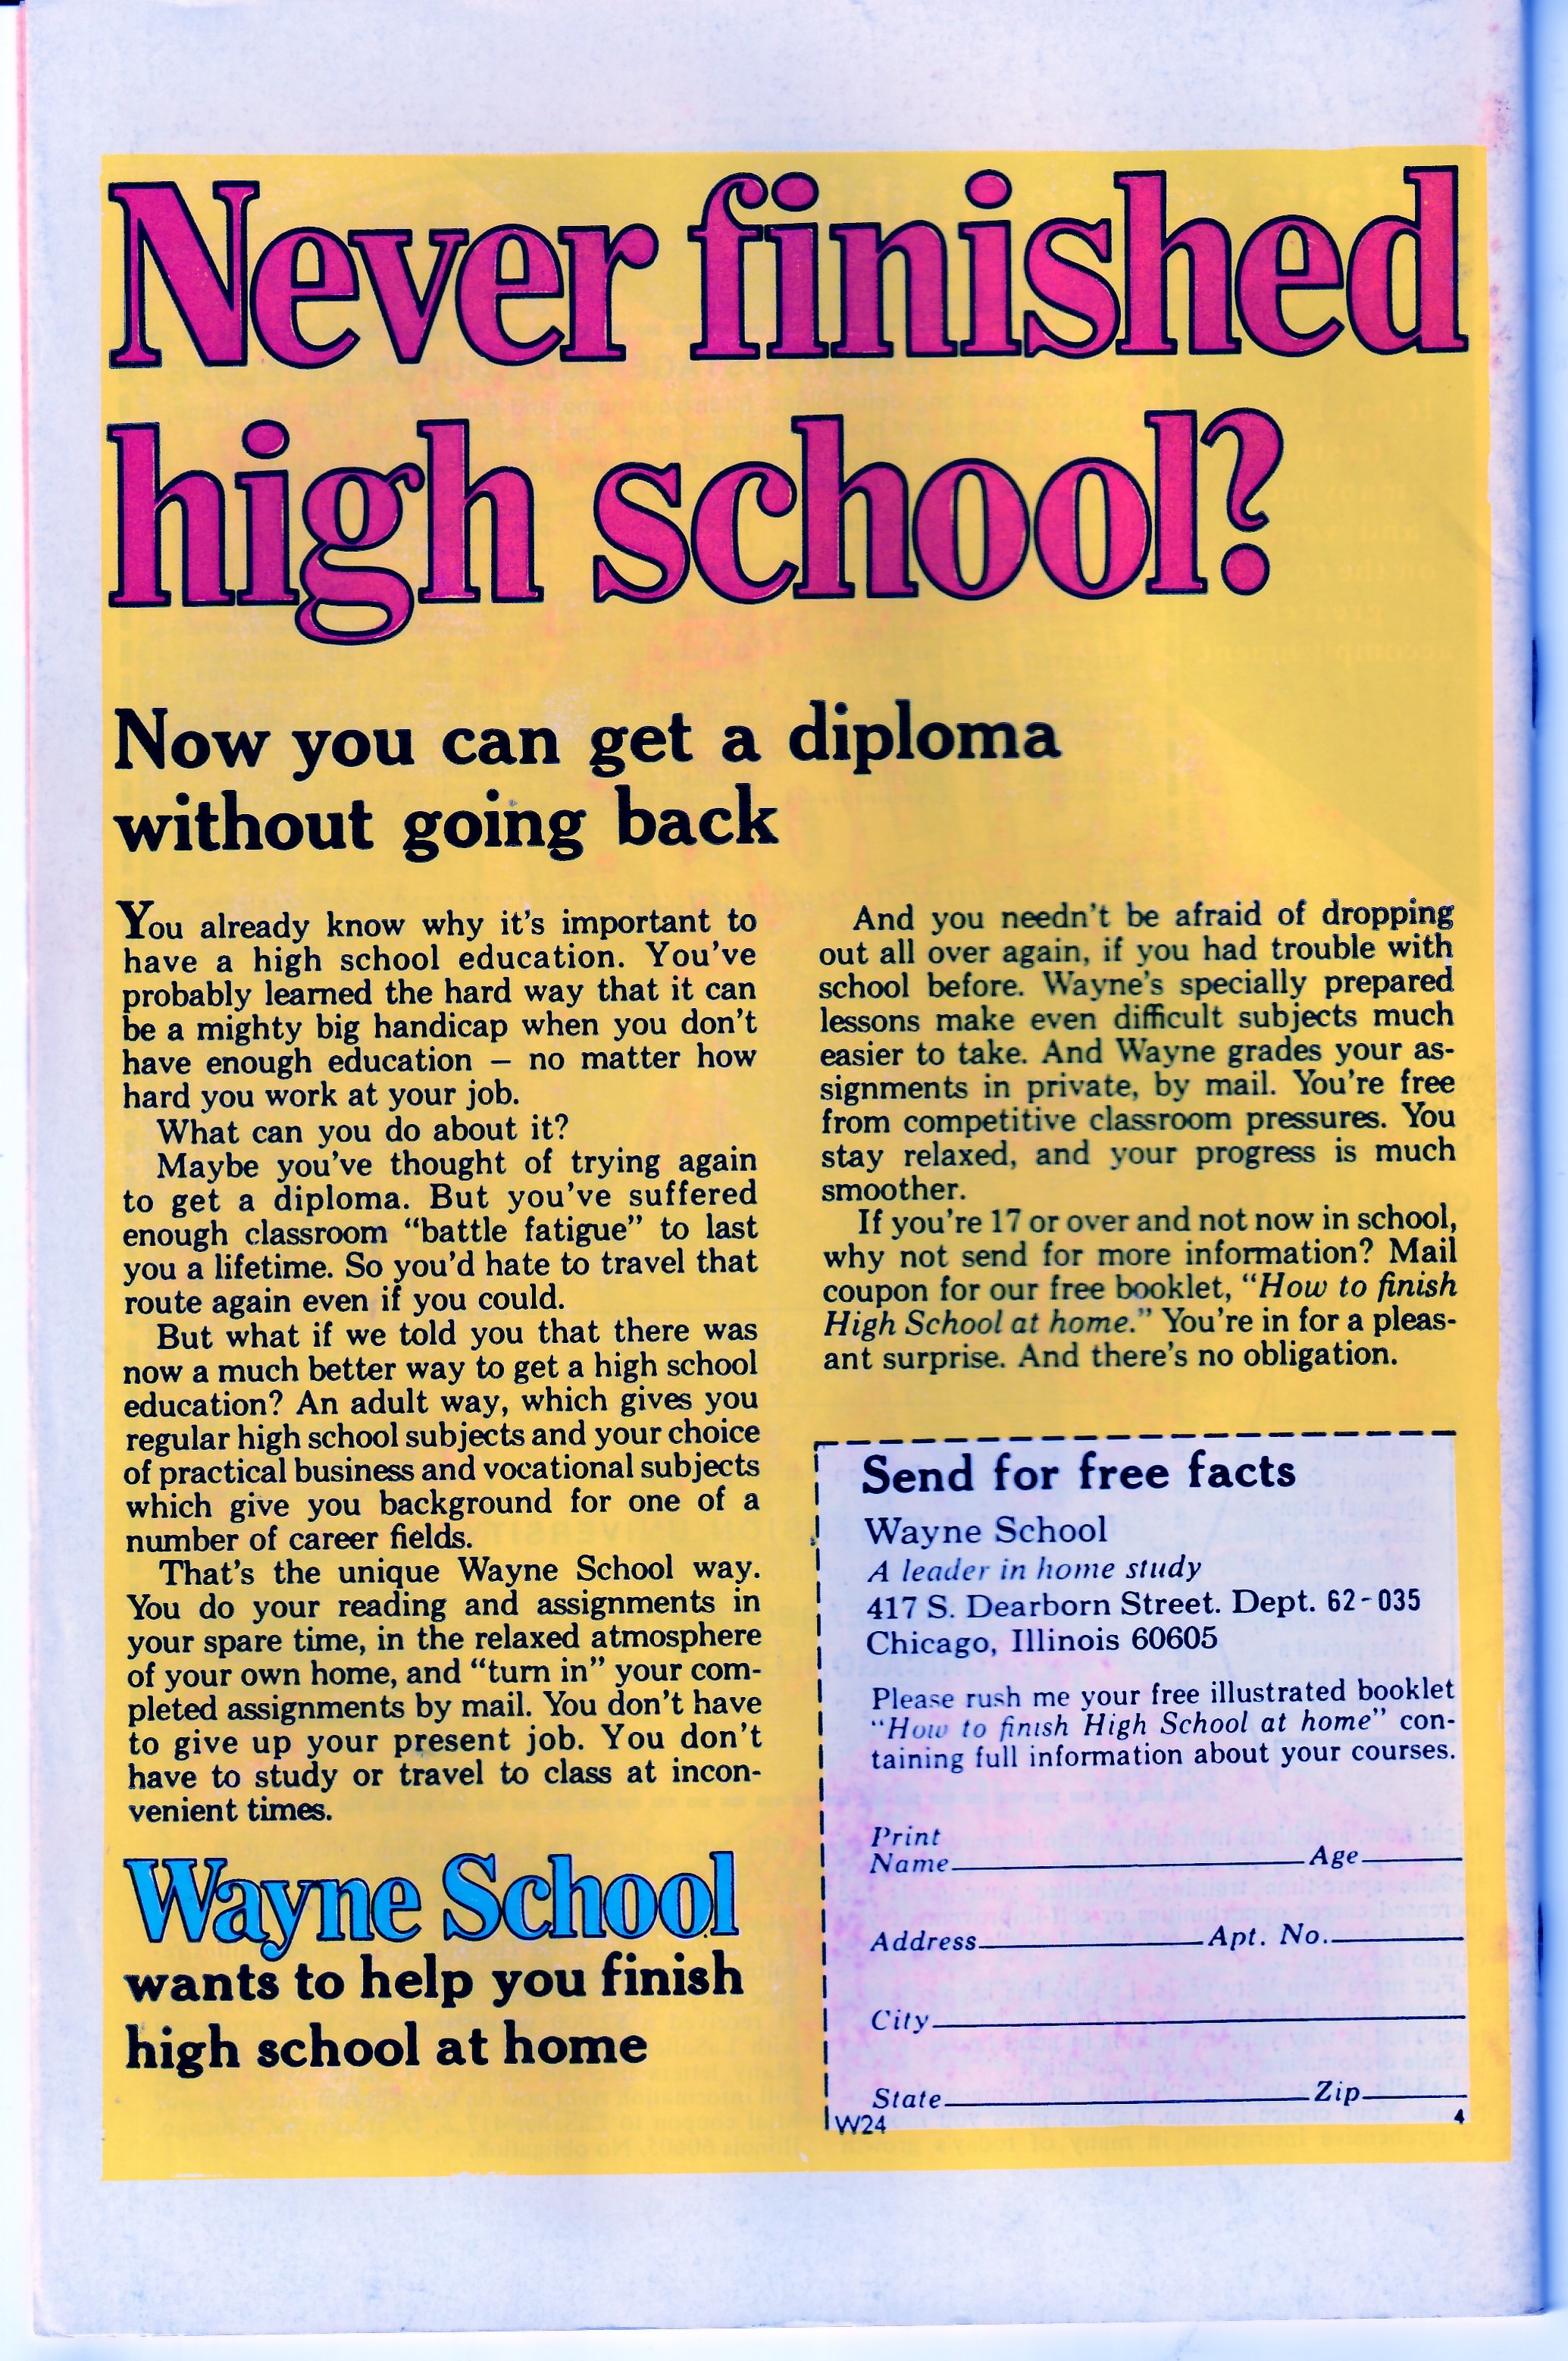 Never finished
high school?
Now you can get a diploma
without going back
You already know why it's important to
have a high school education. You've
probably learned the hard way that it can
be a mighty big handicap when you don't
have enough education – no matter how
hard you work at your job.
What can you do about it?
Maybe you've thought of trying again
to get a diploma. But you've suffered
enough classroom "battle fatigue" to last
you a lifetime. So you'd hate to travel that
route again even if you could.
But what if we told you that there was
now a much better way to get a high school
education? An adult way, which gives you
regular high school subjects and your choice
of practical business and vocational subjects
which give you background for one of a
number of career fields.
That's the unique Wayne School way.
You do your reading and assignments in
your spare time, in the relaxed atmosphere
of your own home, and "turn in" your com-
pleted assignments by mail. You don't have
to give up your present job. You don't
have to study or travel to class at incon-
venient times.
Wayne School
wants to help you finish
high school at home
And you needn't be afraid of dropping
out all over again, if you had trouble with
school before. Wayne's specially prepared
lessons make even difficult subjects much
easier to take. And Wayne grades your as-
signments in private, by mail. You're free
from competitive classroom pressures. You
stay relaxed, and your progress is much
smoother.
If you're 17 or over and not now in school,
why not send for more information? Mail
coupon for our free booklet, "How to finish
High School at home." You're in for a pleas-
ant surprise. And there's no obligation.
Send for free facts
Wayne School
A leader in home study
417 S. Dearborn Street. Dept. 62-035
Chicago, Illinois 60605
Please rush me your free illustrated booklet
"How to finish High School at home" con-
taining full information about your courses.
Print
Name Age
Address Apt. No.
City
State Zip
W24 4